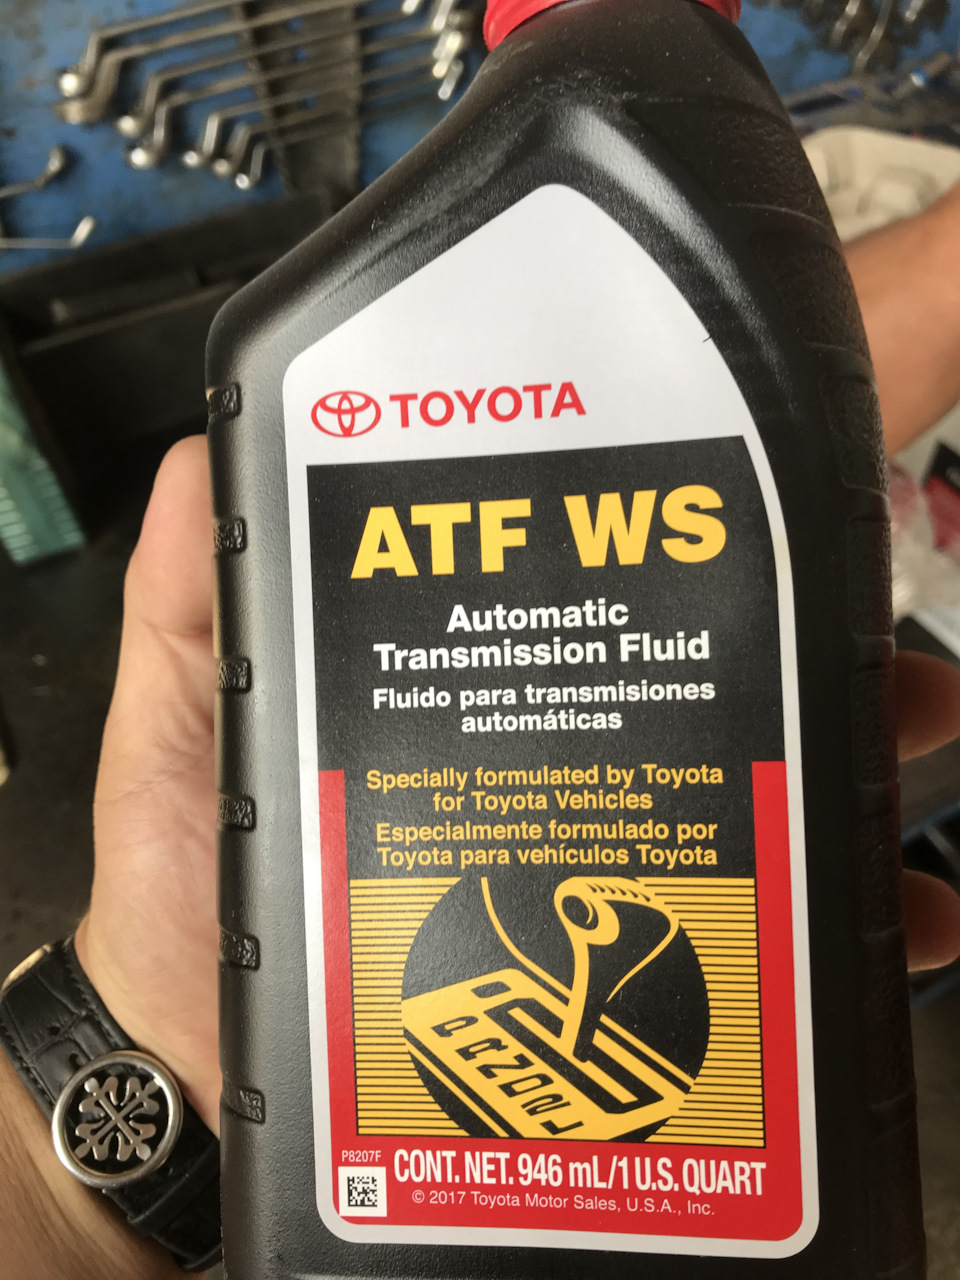 TOYOTA
ATF WS
Automatic
Transmission Fluid
Fluido para transmisiones
automáticas
Specially formulated by Toyota
for Toyota Vehicles
Especialmente formulado por
Toyota para vehículos Toyota
P
R
N
D
2
L
P8207F
CONT. NET. 946 mL/1 U.S. QUART
© 2017 Toyota Motor Sales, U.S.A., Inc.